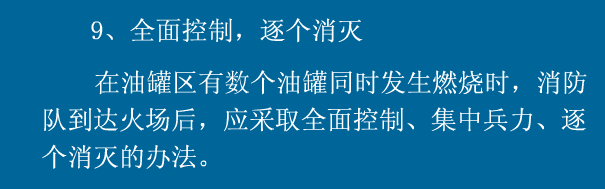 9、全面控制，逐个消灭
在油罐区有数个油罐同时发生燃烧时，消防
队到达火场后，应采取全面控制、集中兵力、逐
个消灭的办法。